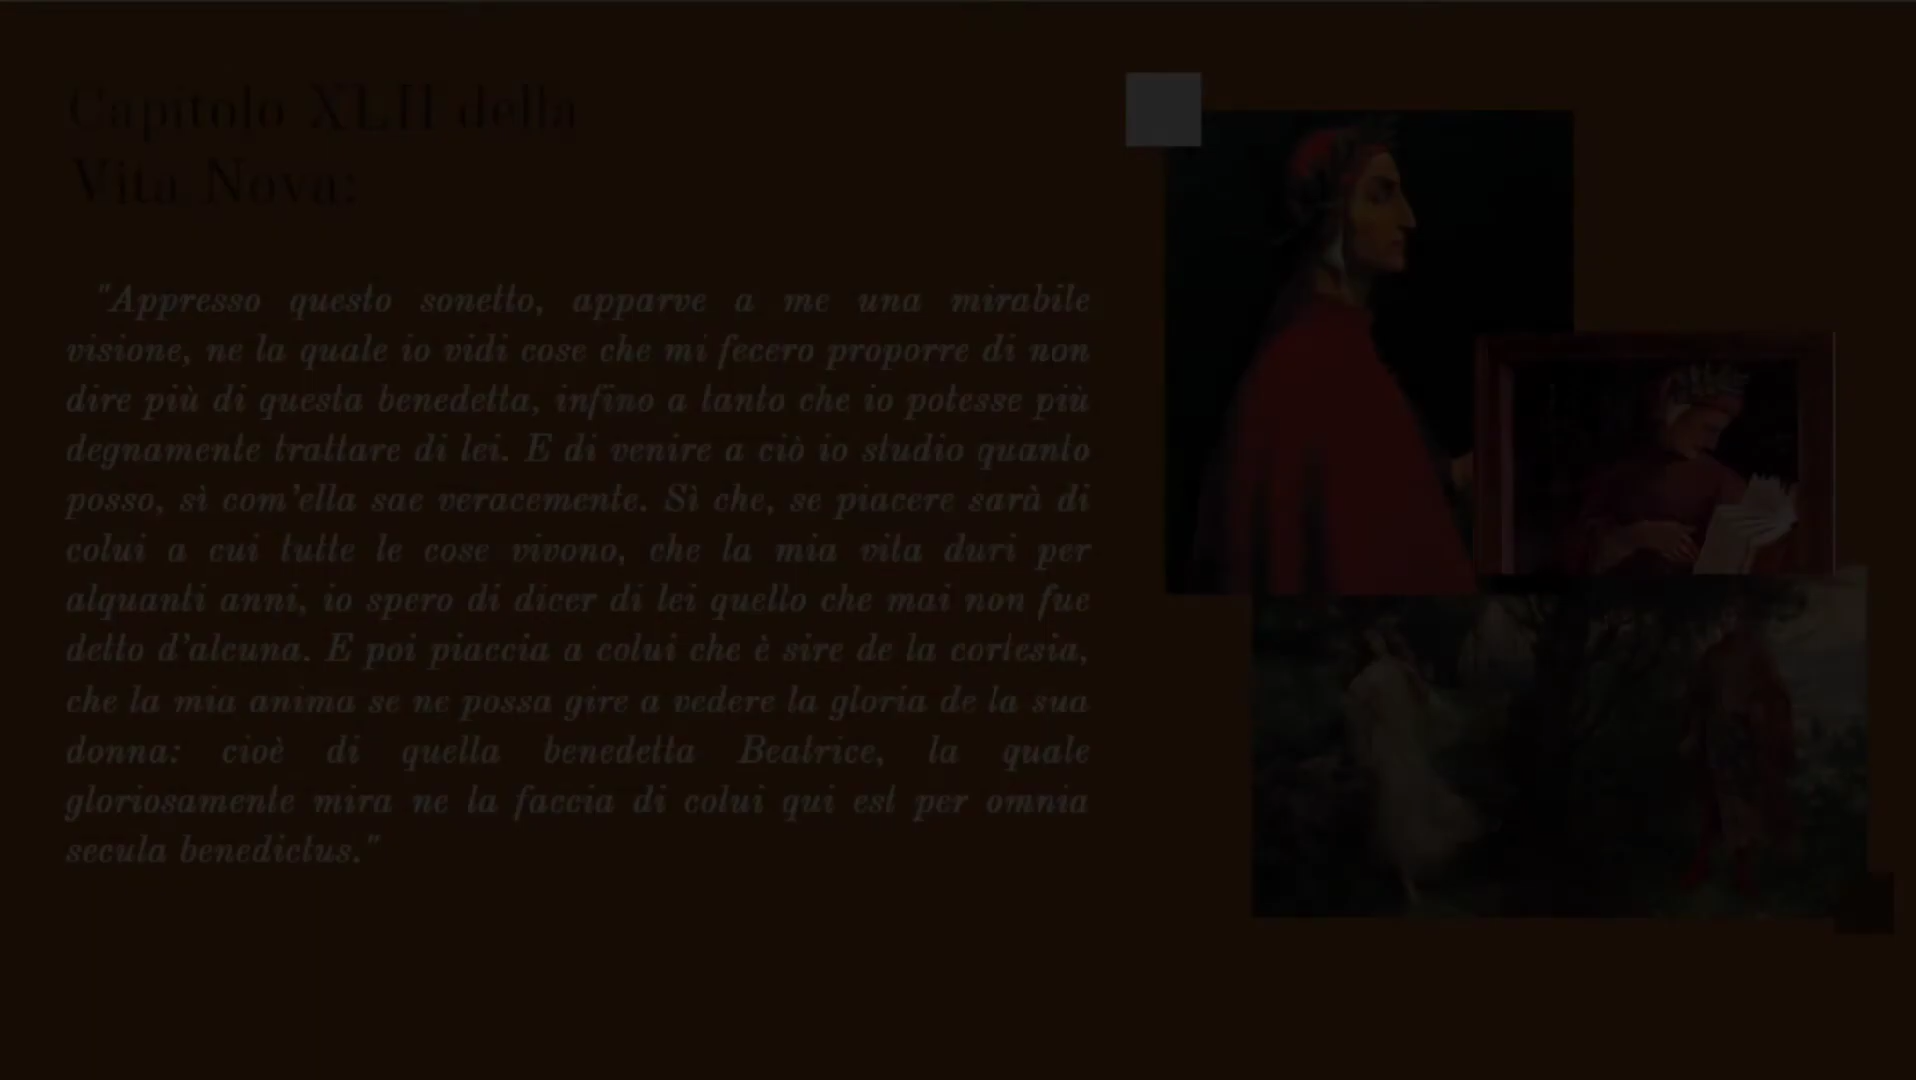 Capitolo XLII della
Vita Nova:
"Appresso questo sonetto, apparve a me una mirabile
visione, ne la quale io vidi cose che mi fecero proporre di non
dire più di questa benedetta, infino a tanto che io potesse più
degnamente trattare di lei. E di venire a ciò io studio quanto
posso, sì com'ella sae veracemente. Sì che, se piacere sarà di
colui a cui tutte le cose vivono, che la mia vita duri per
alquanti anni, io spero di dicer di lei quello che mai non fue
detto d'alcuna. E poi piaccia a colui che è sire de la cortesia,
che la mia anima se ne possa gire a vedere la gloria de la sua
donna: cioè di quella benedetta Beatrice, la quale
gloriosamente mira ne la faccia di colui qui est per omnia
secula benedictus."